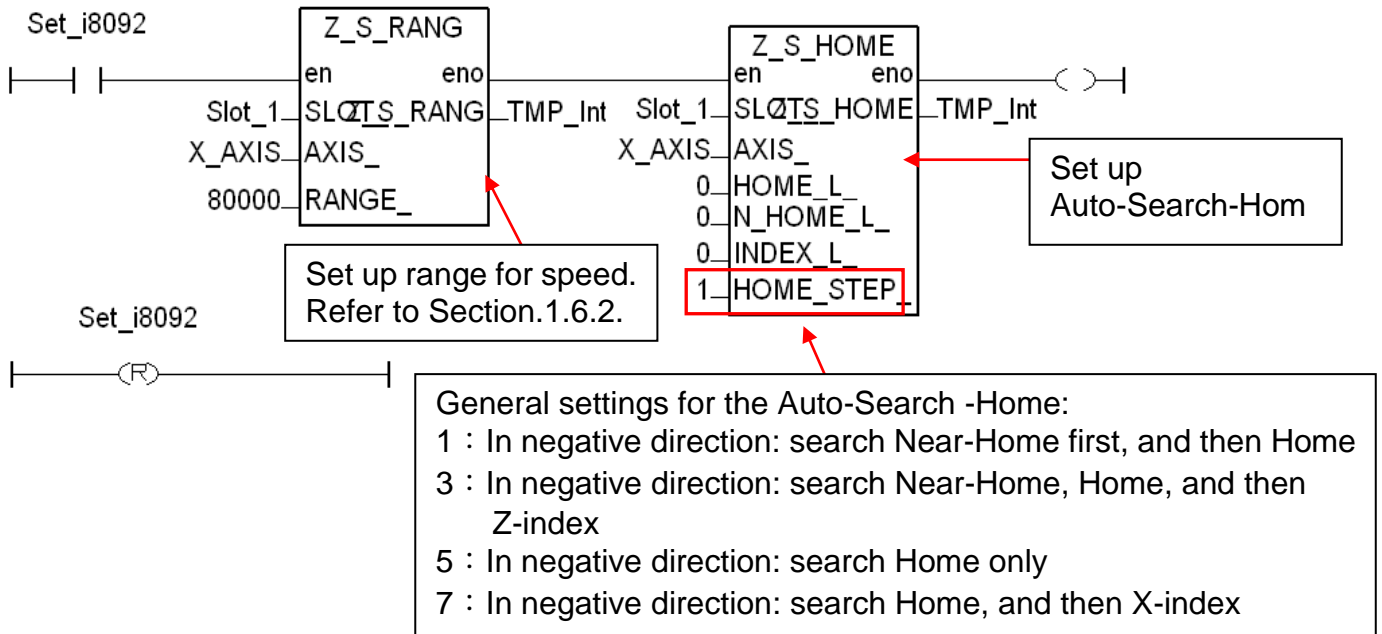 Set_i8092
Z_S_RANG
en eno
Slot_1 SLOT_ Z_S_RANG TMP_Int
X_AXIS AXIS_
80000 RANGE_
Z_S_HOME
en eno
Slot_1 SLOT_ Z_S_HOME TMP_Int
X_AXIS AXIS_
0 HOME_L_
0 N_HOME_L_
0 INDEX_L_
1 HOME_STEP_
Set up
Auto-Search-Hom
Set up range for speed.
Refer to Section.1.6.2.
Set_i8092
(R)
General settings for the Auto-Search -Home:
1：In negative direction: search Near-Home first, and then Home
3：In negative direction: search Near-Home, Home, and then
Z-index
5：In negative direction: search Home only
7：In negative direction: search Home, and then X-index